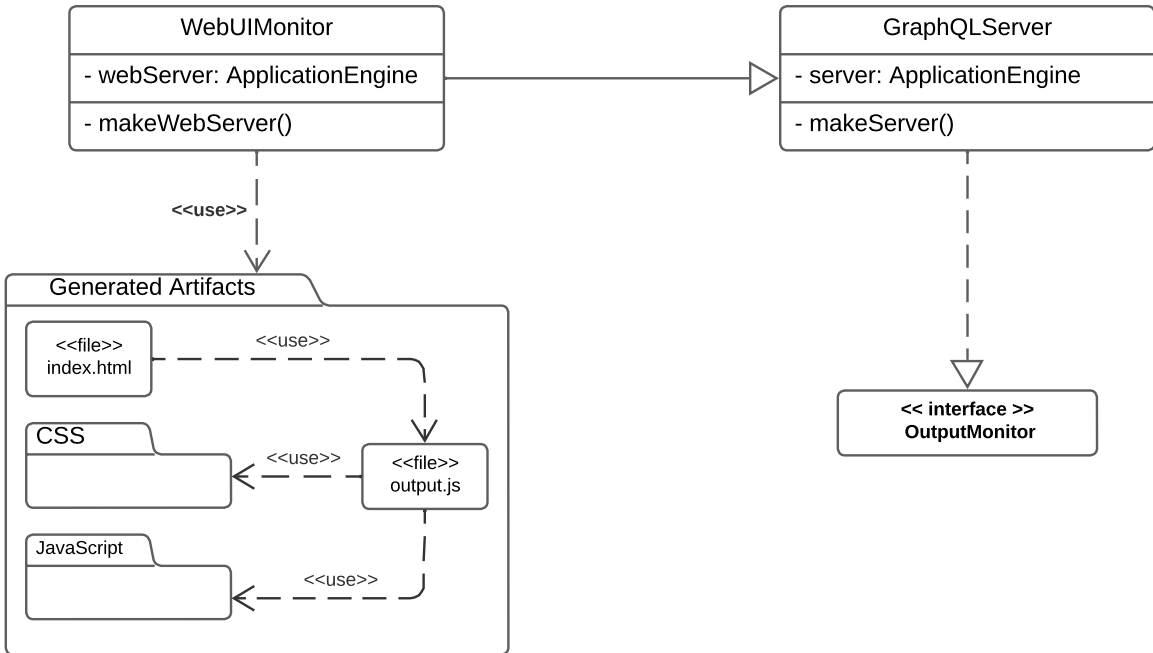 WebUIMonitor
- webServer: ApplicationEngine
- makeWebServer()
GraphQLServer
- server: ApplicationEngine
- makeServer()
<<use>>
Generated Artifacts
<<file>>
index.html
<<use>>
CSS
<<use>>
<<file>>
output.js
JavaScript
<<use>>
<< interface >>
OutputMonitor